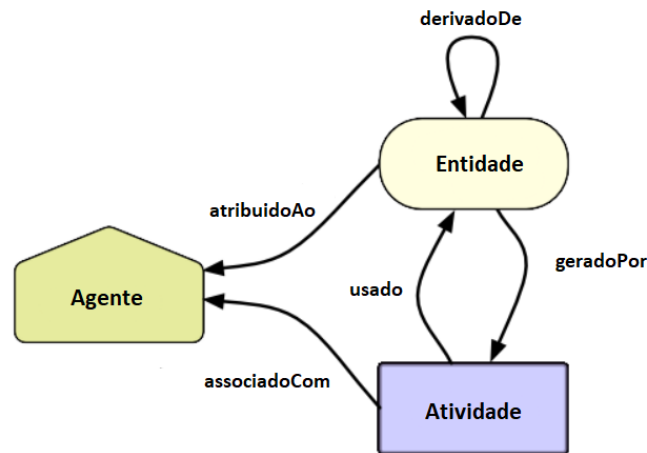 derivadoDe
Entidade
atribuidoAo
geradoPor
usado
Agente
associadoCom
Atividade